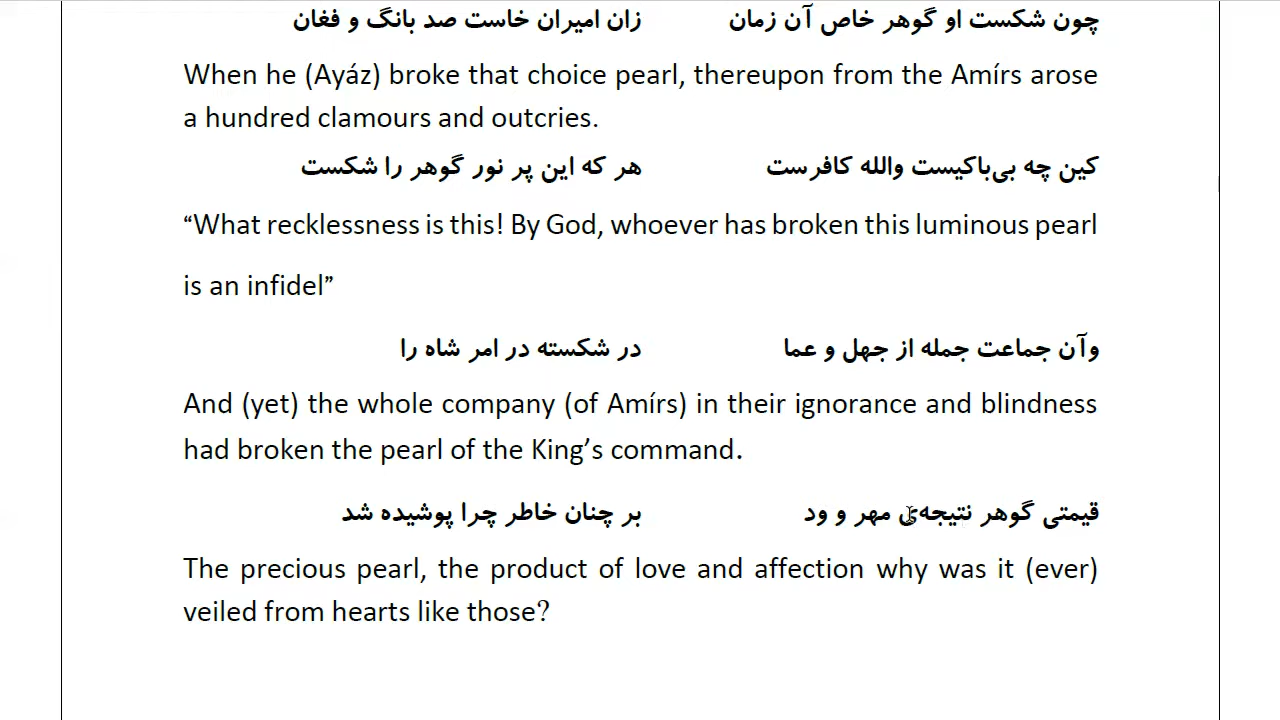 چون شکست او گوهر خاص آن زمان زان امیران خاست صد بانگ و فغان
When he (Ayáz) broke that choice pearl, thereupon from the Amírs arose
a hundred clamours and outcries.
کین چه بی‌باکیست والله کافرست هر که این پر نور گوهر را شکست
“What recklessness is this! By God, whoever has broken this luminous pearl
is an infidel”
وآن جماعت جمله از جهل و عما در شکسته در امر شاه را
And (yet) the whole company (of Amírs) in their ignorance and blindness
had broken the pearl of the King’s command.
قیمتی گوهر نتیجه‌ی مهر و ود بر چنان خاطر چرا پوشیده شد
The precious pearl, the product of love and affection why was it (ever)
veiled from hearts like those?